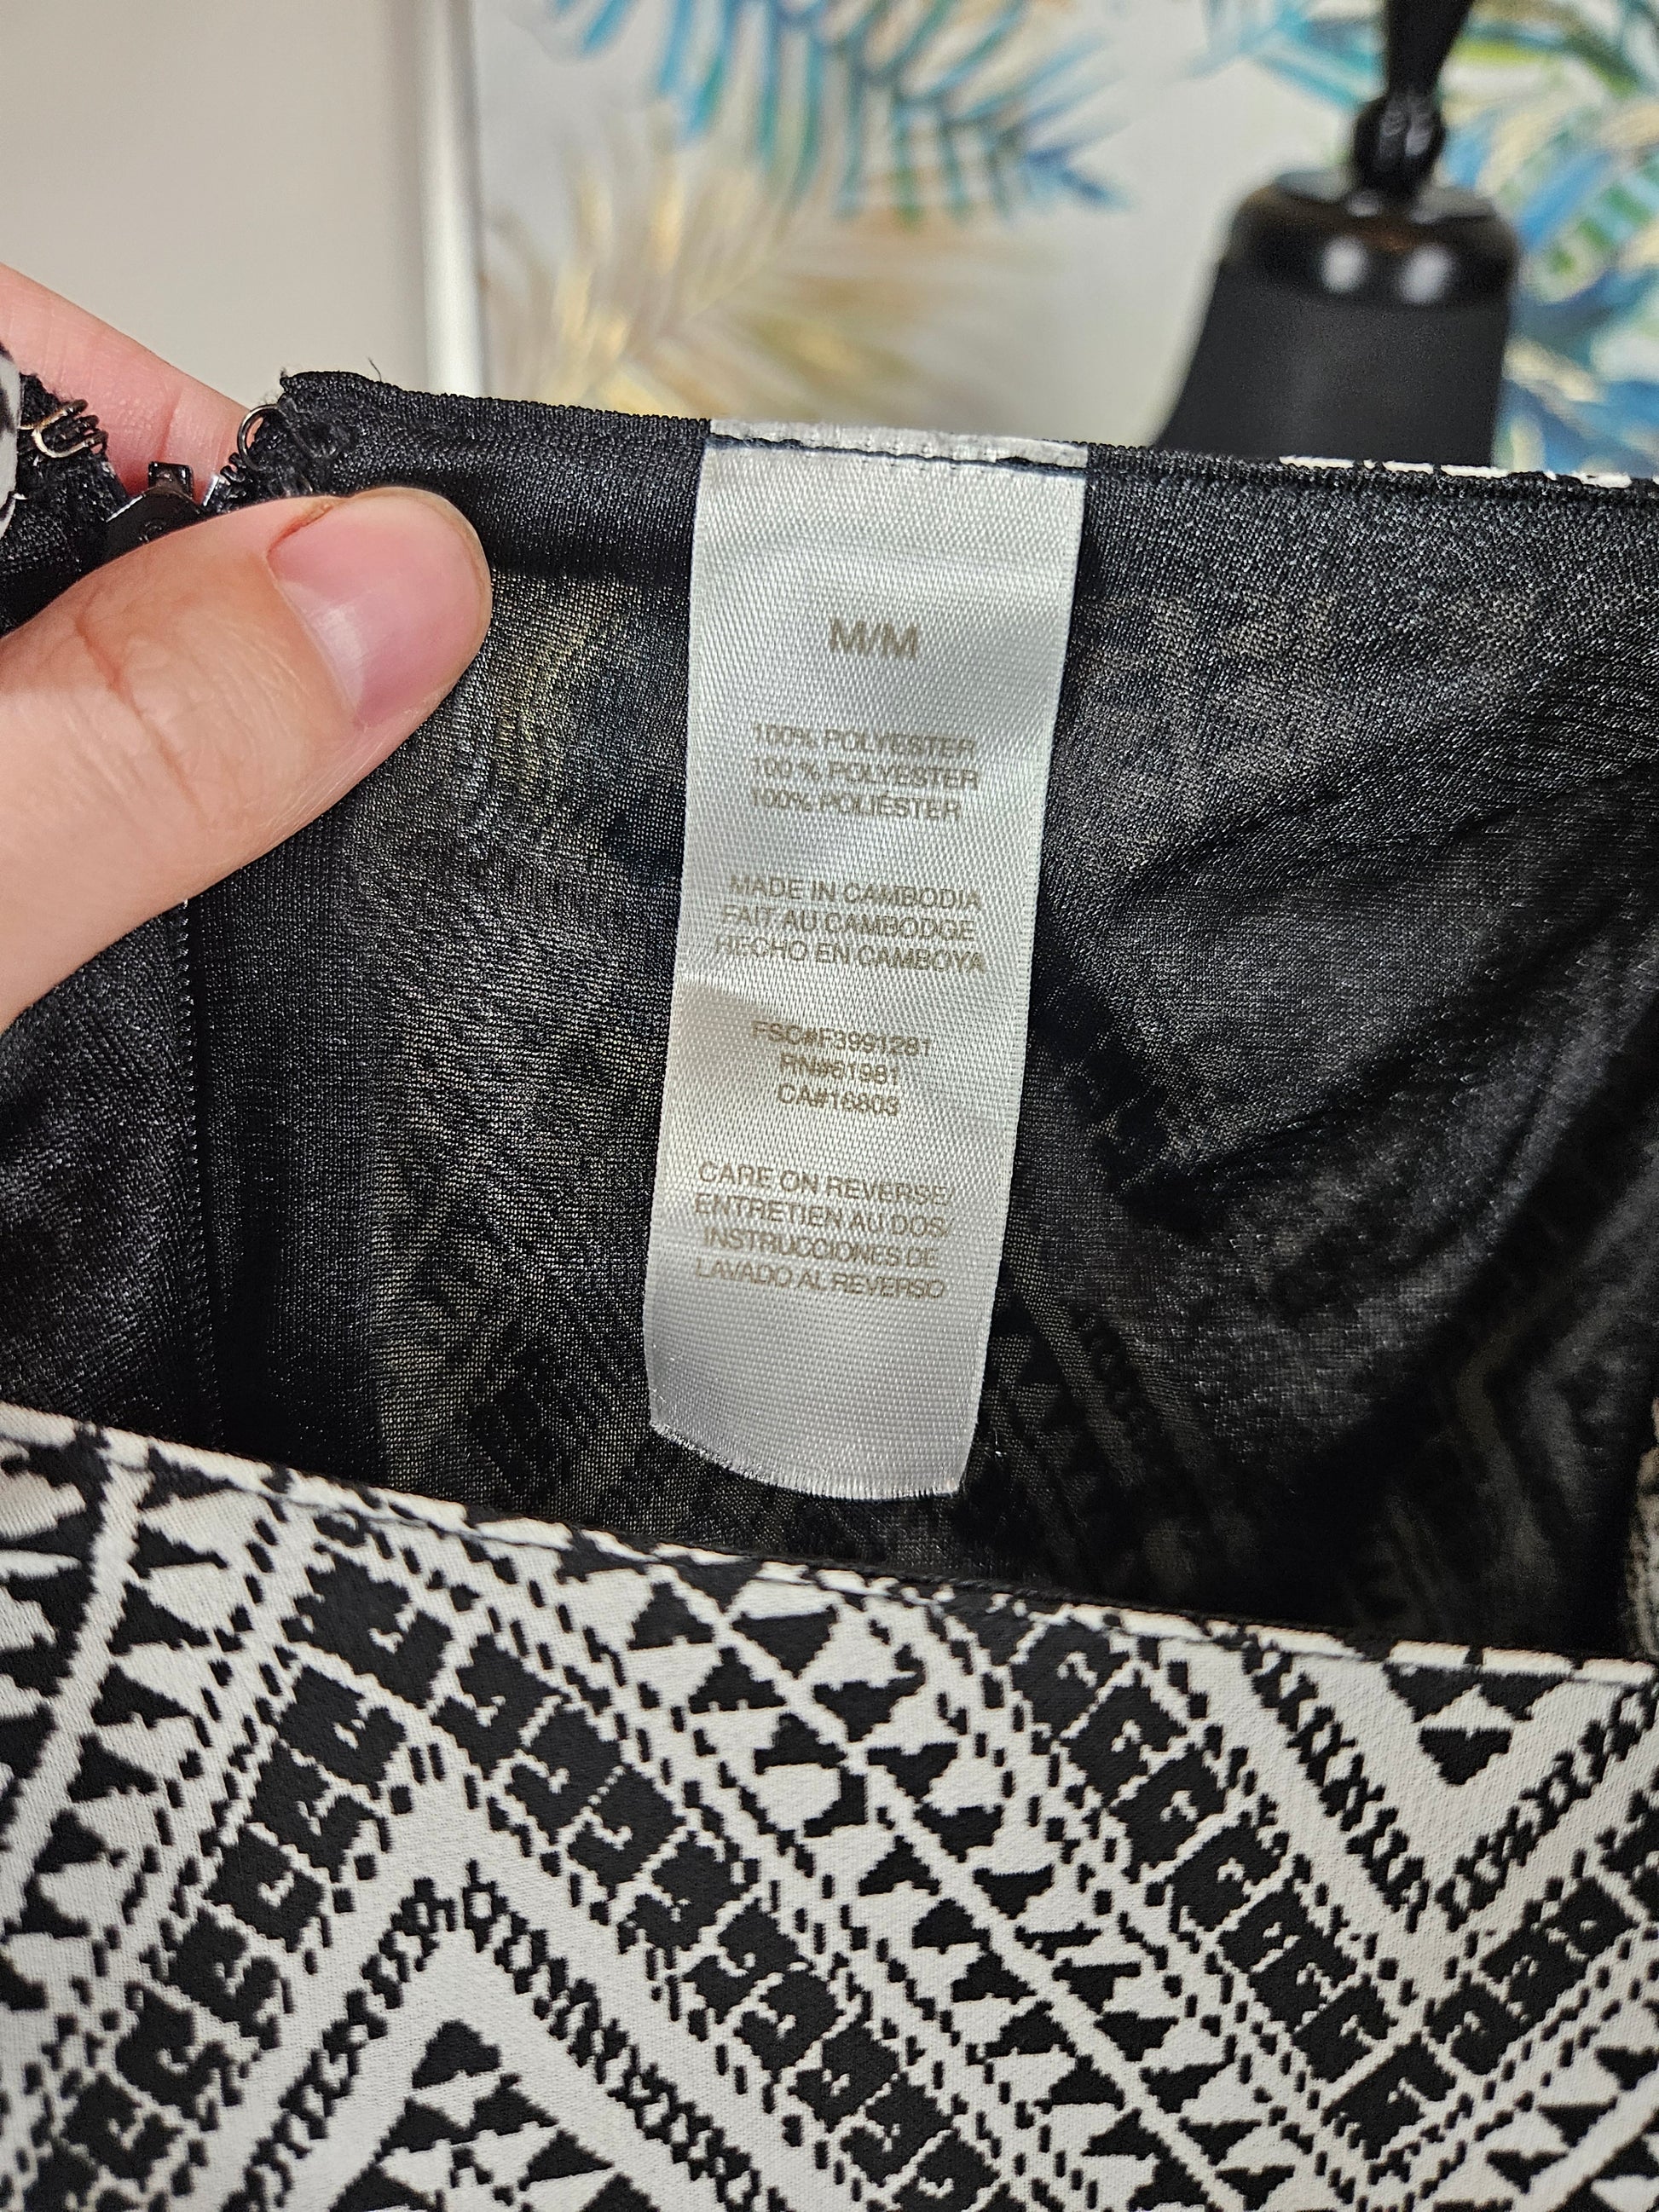 M/M
100% POLYESTER
100% POLYESTER
100% POLIÉSTER
MADE IN CAMBODIA
FAIT AU CAMBODGE
HECHO EN CAMBOYA
FSC#F3991281
RN#61981
CA#16803
CARE ON REVERSE
ENTRETIEN AU DOS/
INSTRUCCIONES DE
LAVADO AL REVERSO